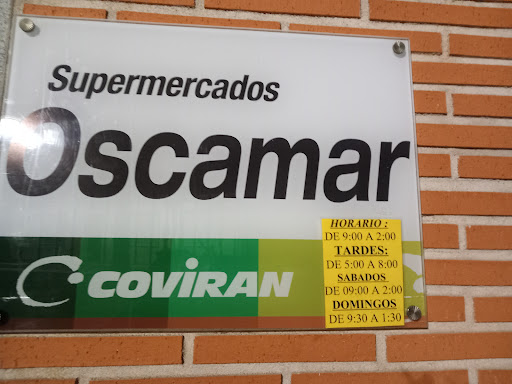 Supermercados
Oscamar
COVIRAN
HORARIO :
DE 9:00 A 2:00
TARDES:
DE 5:00 A 8:00
SABADOS
DE 09:00 A 2:00
DOMINGOS
DE 9:30 A 1:30